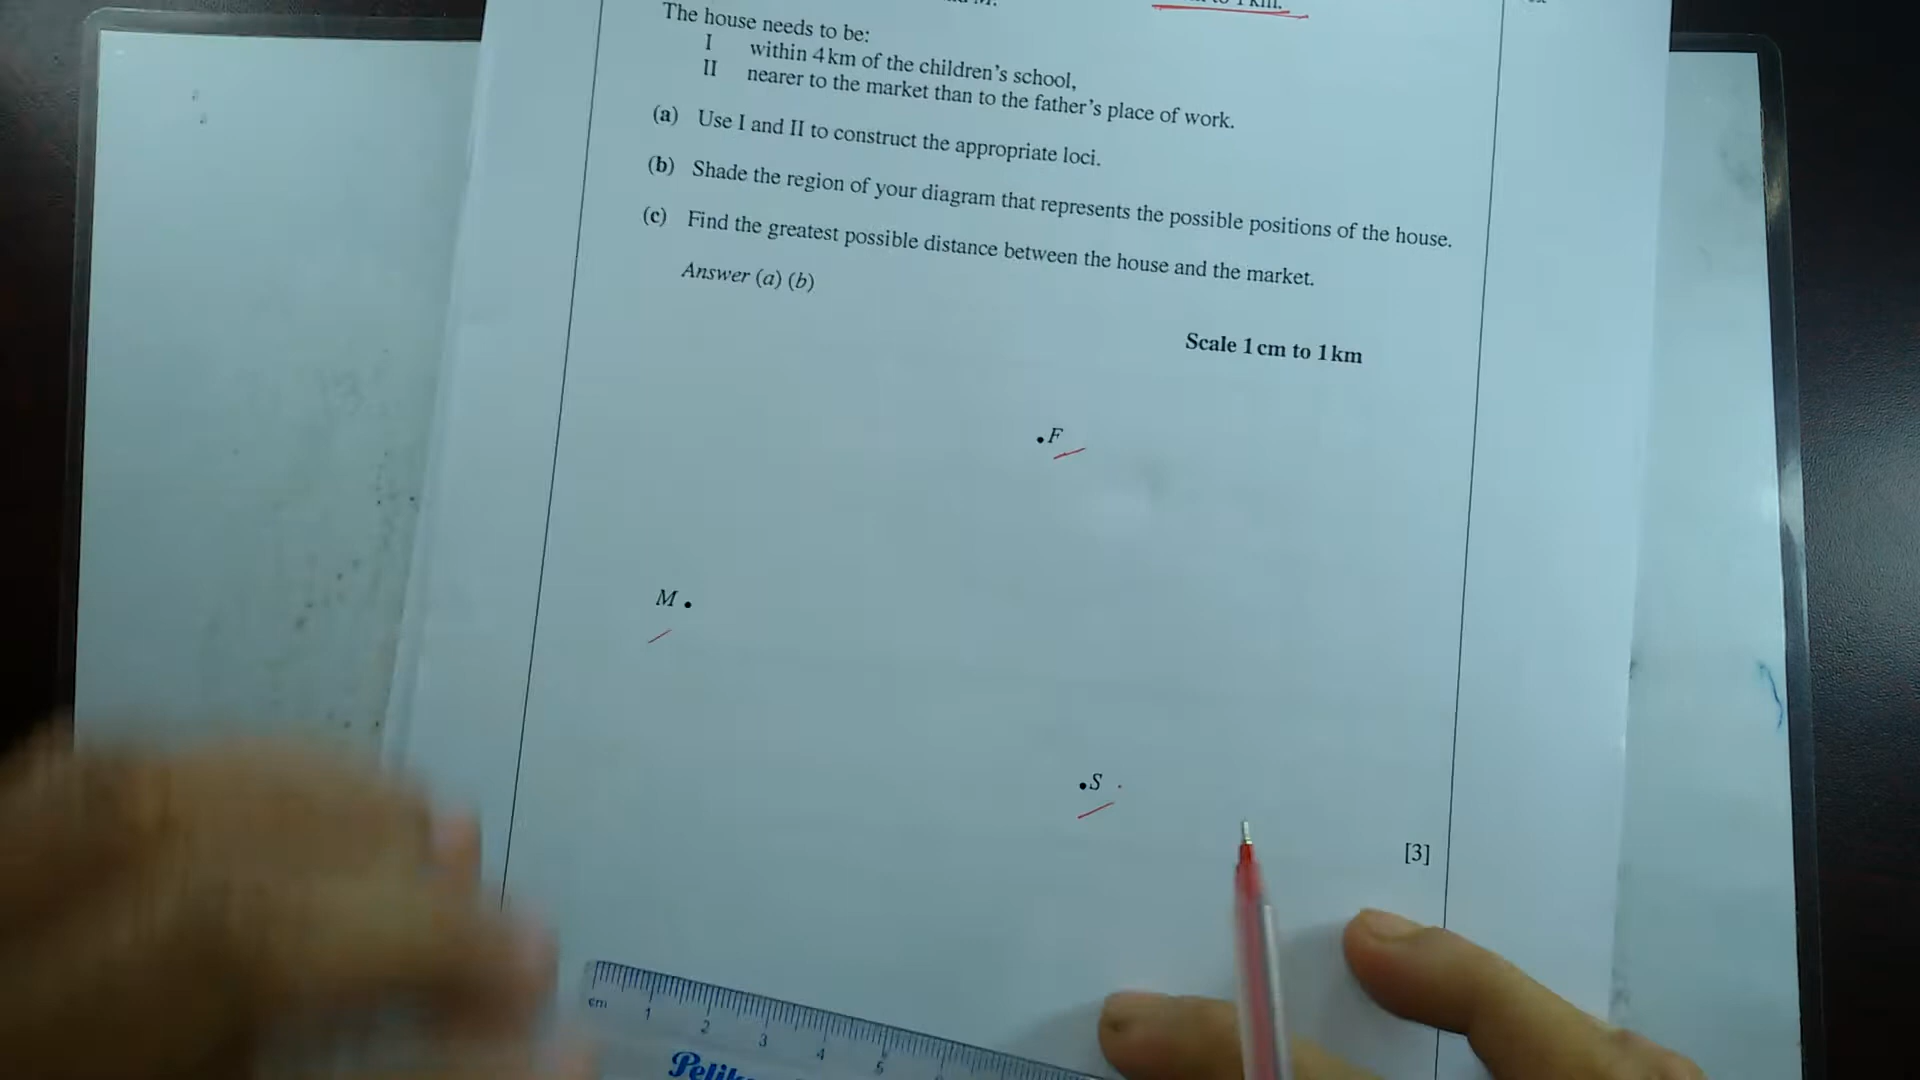 to 1 km.
The house needs to be:
I within 4 km of the children's school,
II nearer to the market than to the father's place of work.
(a) Use I and II to construct the appropriate loci.
(b) Shade the region of your diagram that represents the possible positions of the house.
(c) Find the greatest possible distance between the house and the market.
Answer (a) (b)
Scale 1 cm to 1 km
F
M
S
[3]
cm 1 2 3 4 5